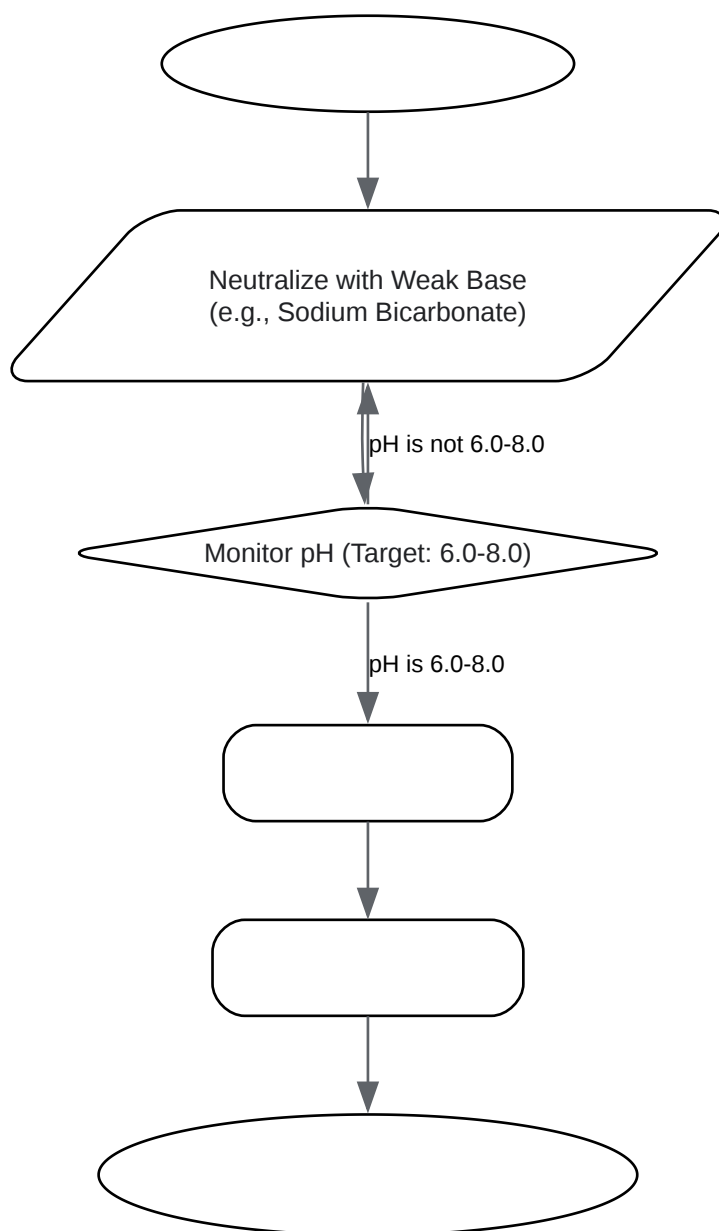 Neutralize with Weak Base
(e.g., Sodium Bicarbonate)
pH is not 6.0-8.0
Monitor pH (Target: 6.0-8.0)
pH is 6.0-8.0